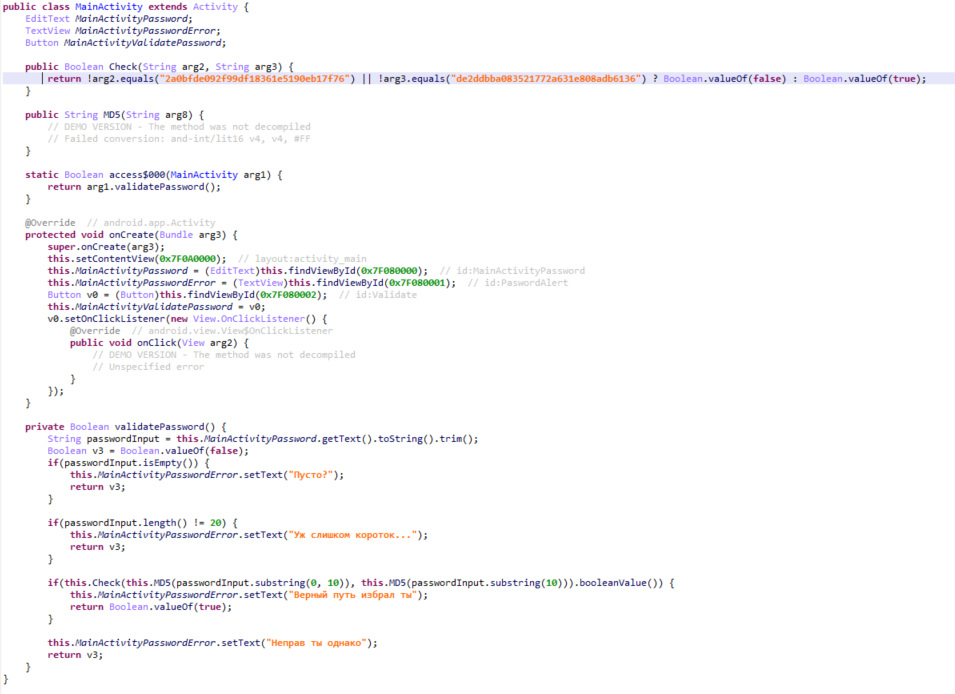 public class MainActivity extends Activity {
EditText MainActivityPassword;
TextView MainActivityPasswordError;
Button MainActivityValidatePassword;
public Boolean Check(String arg2, String arg3) {
return !arg2.equals("2a0bfde092f99df18361e5190eb17f76") || !arg3.equals("de2ddbba083521772a631e808adb6136") ? Boolean.valueOf(false) : Boolean.valueOf(true);
}
public String MD5(String arg8) {
// DEMO VERSION - The method was not decompiled
// Failed conversion: and-int/lit16 v4, v4, #FF
}
static Boolean access$000(MainActivity arg1) {
return arg1.validatePassword();
}
@Override // android.app.Activity
protected void onCreate(Bundle arg3) {
super.onCreate(arg3);
this.setContentView(0x7F0A0000); // layout:activity_main
this.MainActivityPassword = (EditText)this.findViewById(0x7F080000); // id:MainActivityPassword
this.MainActivityPasswordError = (TextView)this.findViewById(0x7F080001); // id:PaswordAlert
Button v0 = (Button)this.findViewById(0x7F080002); // id:Validate
this.MainActivityValidatePassword = v0;
v0.setOnClickListener(new View.OnClickListener() {
@Override // android.view.View$OnClickListener
public void onClick(View arg2) {
// DEMO VERSION - The method was not decompiled
// Unspecified error
}
});
}
private Boolean validatePassword() {
String passwordInput = this.MainActivityPassword.getText().toString().trim();
Boolean v3 = Boolean.valueOf(false);
if(passwordInput.isEmpty()) {
this.MainActivityPasswordError.setText("Пусто?");
return v3;
}
if(passwordInput.length() != 20) {
this.MainActivityPasswordError.setText("Уж слишком короток...");
return v3;
}
if(this.Check(this.MD5(passwordInput.substring(0, 10)), this.MD5(passwordInput.substring(10))).booleanValue()) {
this.MainActivityPasswordError.setText("Верный путь избрал ты");
return Boolean.valueOf(true);
}
this.MainActivityPasswordError.setText("Неправ ты однако");
return v3;
}
}